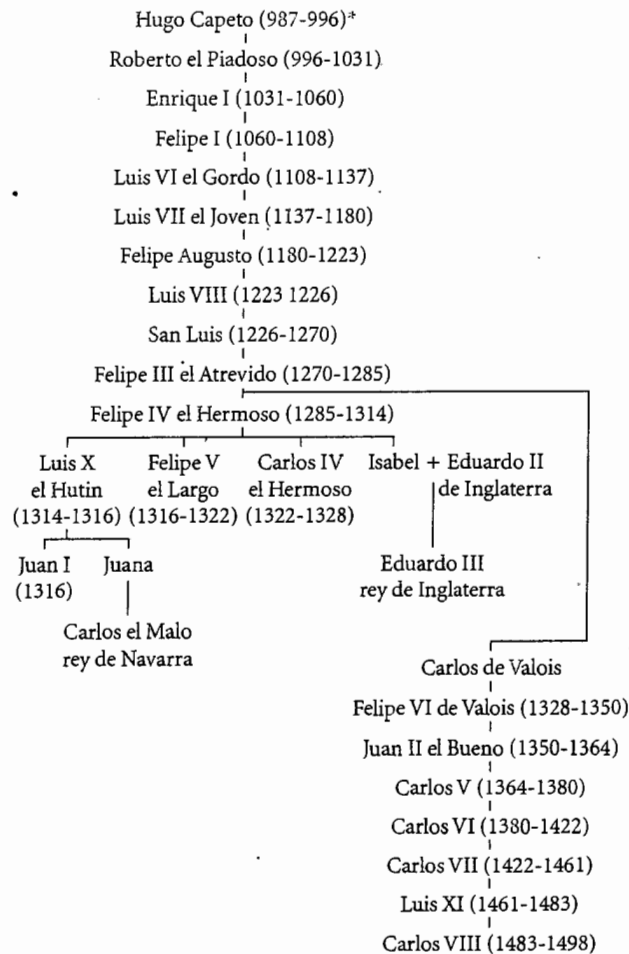 Hugo Capeto (987-996)*
Roberto el Piadoso (996-1031)
Enrique I (1031-1060)
Felipe I (1060-1108)
Luis VI el Gordo (1108-1137)
Luis VII el Joven (1137-1180)
Felipe Augusto (1180-1223)
Luis VIII (1223 1226)
San Luis (1226-1270)
Felipe III el Atrevido (1270-1285)
Felipe IV el Hermoso (1285-1314)
Luis X
el Hutin
(1314-1316)
Felipe V
el Largo
(1316-1322)
Carlos IV
el Hermoso
(1322-1328)
Isabel + Eduardo II
de Inglaterra
Juan I
(1316)
Juana
Eduardo III
rey de Inglaterra
Carlos el Malo
rey de Navarra
Carlos de Valois
Felipe VI de Valois (1328-1350)
Juan II el Bueno (1350-1364)
Carlos V (1364-1380)
Carlos VI (1380-1422)
Carlos VII (1422-1461)
Luis XI (1461-1483)
Carlos VIII (1483-1498)